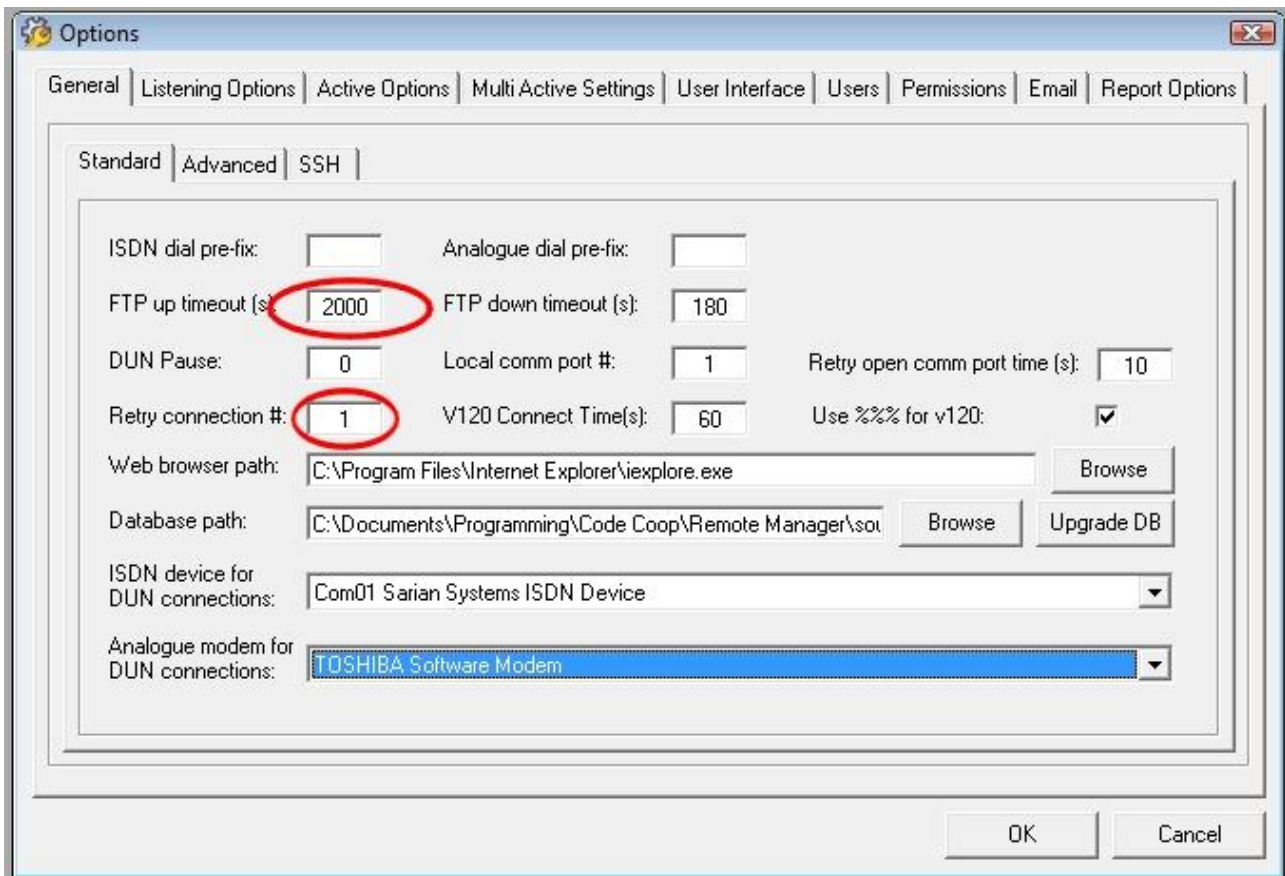 Options
General Listening Options Active Options Multi Active Settings User Interface Users Permissions Email Report Options
Standard Advanced SSH
ISDN dial pre-fix: Analogue dial pre-fix:
FTP up timeout (s): 2000 FTP down timeout (s): 180
DUN Pause: 0 Local comm port #: 1 Retry open comm port time (s): 10
Retry connection #: 1 V120 Connect Time(s): 60 Use %%% for v120:
Web browser path: C:\Program Files\Internet Explorer\iexplore.exe Browse
Database path: C:\Documents\Programming\Code Coop\Remote Manager\sou Browse Upgrade DB
ISDN device for
DUN connections: Com01 Sarian Systems ISDN Device
Analogue modem for
DUN connections: TOSHIBA Software Modem
OK Cancel